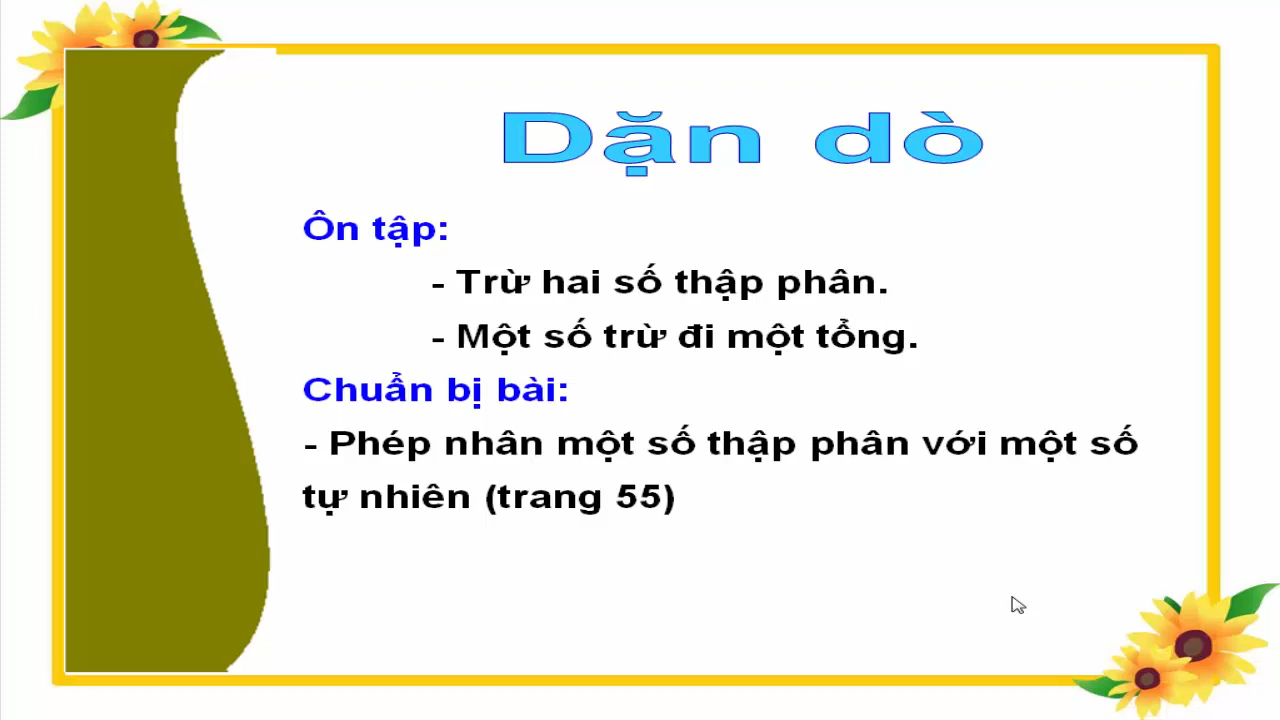 Dặn dò
Ôn tập:
- Trừ hai số thập phân.
- Một số trừ đi một tổng.
Chuẩn bị bài:
- Phép nhân một số thập phân với một số
tự nhiên (trang 55)